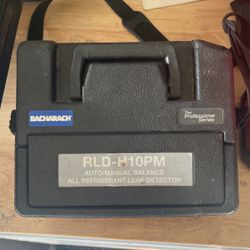 BACHARACH
The
Professional
Series
RLD-H10PM
AUTO/MANUAL BALANCE
ALL REFRIGERANT LEAK DETECTOR